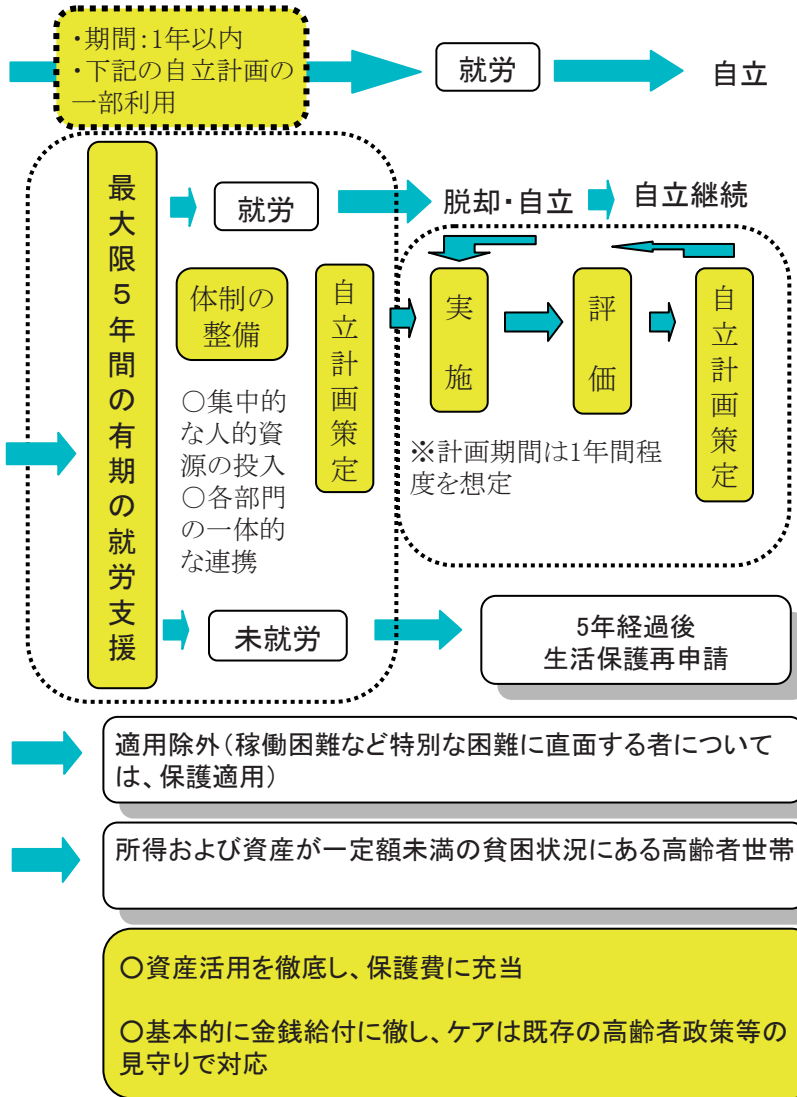 ・期間:1年以内
・下記の自立計画の
一部利用
就労
自立
最大限5年間の有期の就労支援
就労
脱却・自立
自立継続
体制の
整備
○集中的
な人的資
源の投入
○各部門
の一体的
な連携
自立計画策定
実施
評価
自立計画策定
※計画期間は1年間程
度を想定
未就労
5年経過後
生活保護再申請
適用除外(稼働困難など特別な困難に直面する者について
は、保護適用)
所得および資産が一定額未満の貧困状況にある高齢者世帯
○資産活用を徹底し、保護費に充当
○基本的に金銭給付に徹し、ケアは既存の高齢者政策等の
見守りで対応